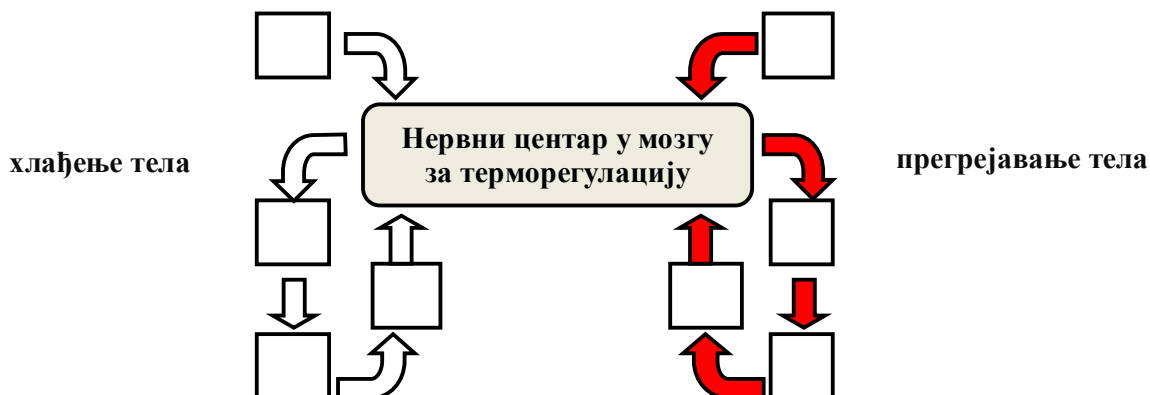 Нервни центар у мозгу
за терморегулацију
хлађење тела
прегрејавање тела